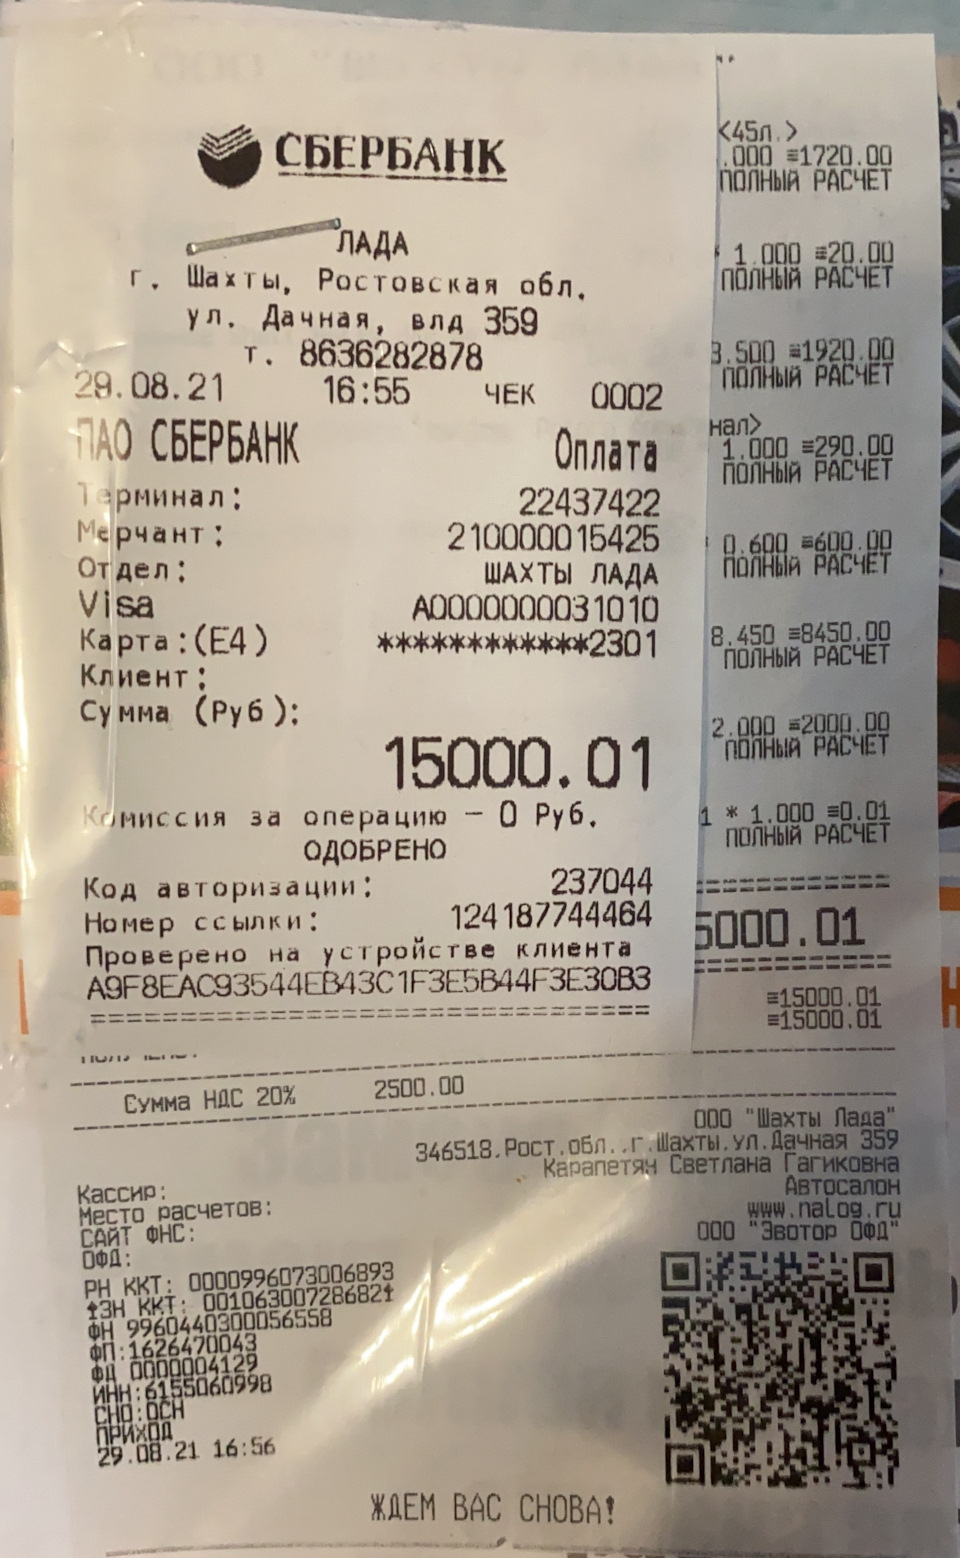 СБЕРБАНК
ЛАДА
г. Шахты, Ростовская обл.
ул. Дачная, влд 359
т. 8636282878
29.08.21 16:55 ЧЕК 0002
ПАО СБЕРБАНК Оплата
Терминал: 22437422
Мерчант: 210000015425
Отдел: ШАХТЫ ЛАДА
Visa A0000000031010
Карта:(E4) ************2301
Клиент:
Сумма (Руб):
15000.01
Комиссия за операцию – 0 Руб.
ОДОБРЕНО
Код авторизации: 237044
Номер ссылки: 124187744464
Проверено на устройстве клиента
A9F8EAC93544EB43C1F3E5B44F3E30B3
================================
<45л.>
.000 ≡1720.00
ПОЛНЫЙ РАСЧЕТ
* 1.000 ≡20.00
ПОЛНЫЙ РАСЧЕТ
3.500 ≡1920.00
ПОЛНЫЙ РАСЧЕТ
нал>
1.000 ≡290.00
ПОЛНЫЙ РАСЧЕТ
0.600 ≡600.00
ПОЛНЫЙ РАСЧЕТ
8.450 ≡8450.00
ПОЛНЫЙ РАСЧЕТ
2.000 ≡2000.00
ПОЛНЫЙ РАСЧЕТ
1 * 1.000 ≡0.01
ПОЛНЫЙ РАСЧЕТ
5000.01
≡15000.01
≡15000.01
Сумма НДС 20% 2500.00
ООО "Шахты Лада"
346518.Рост.обл..г.Шахты.ул.Дачная 359
Кассир: Карапетян Светлана Гагиковна
Место расчетов: Автосалон
САЙТ ФНС: www.nalog.ru
ОФД: ООО "Эвотор ОФД"
РН ККТ: 0000996073006893
↑ЗН ККТ: 00106300728682↑
ФН 9960440300056558
ФП:1626470043
ФД 0000004129
ИНН:6155060998
СНО:ОСН
ПРИХОД
29.08.21 16:56
ЖДЕМ ВАС СНОВА!